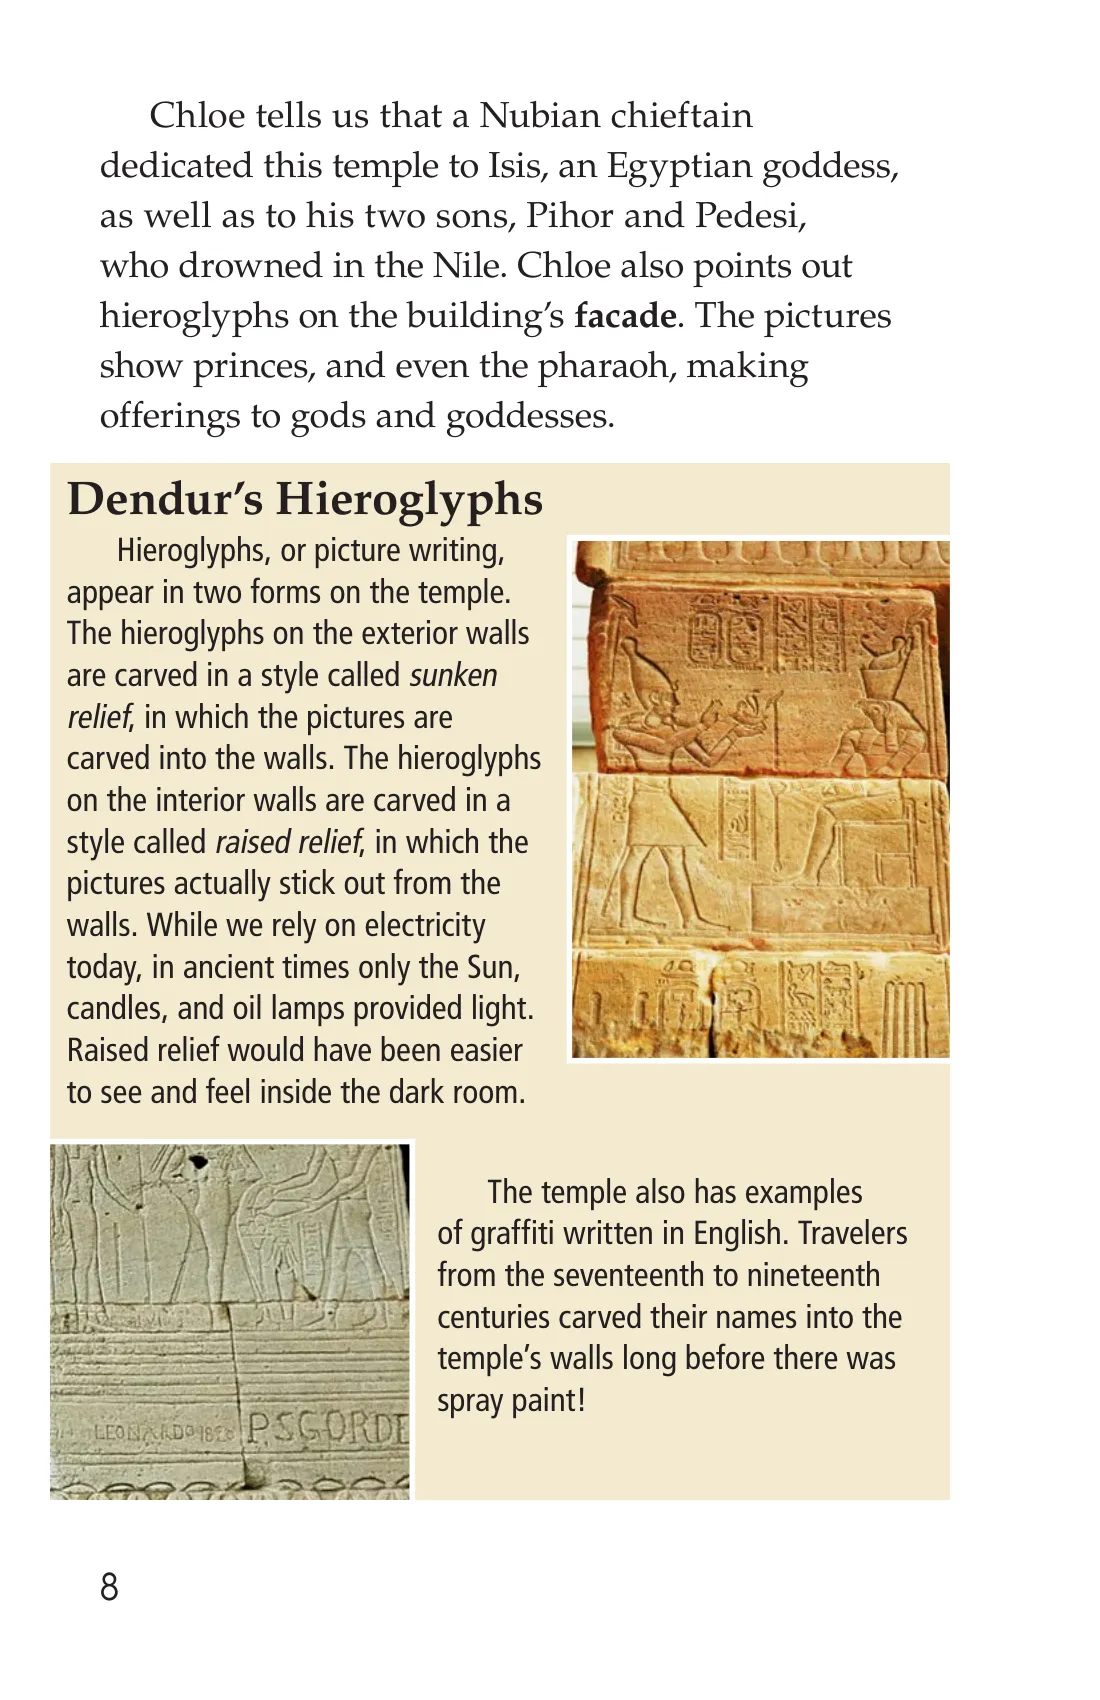 Chloe tells us that a Nubian chieftain
dedicated this temple to Isis, an Egyptian goddess,
as well as to his two sons, Pihor and Pedesi,
who drowned in the Nile. Chloe also points out
hieroglyphs on the building’s facade. The pictures
show princes, and even the pharaoh, making
offerings to gods and goddesses.
Dendur’s Hieroglyphs
Hieroglyphs, or picture writing,
appear in two forms on the temple.
The hieroglyphs on the exterior walls
are carved in a style called sunken
relief, in which the pictures are
carved into the walls. The hieroglyphs
on the interior walls are carved in a
style called raised relief, in which the
pictures actually stick out from the
walls. While we rely on electricity
today, in ancient times only the Sun,
candles, and oil lamps provided light.
Raised relief would have been easier
to see and feel inside the dark room.
The temple also has examples
of graffiti written in English. Travelers
from the seventeenth to nineteenth
centuries carved their names into the
temple’s walls long before there was
spray paint!
LEONARDO
P.S GORDE
8